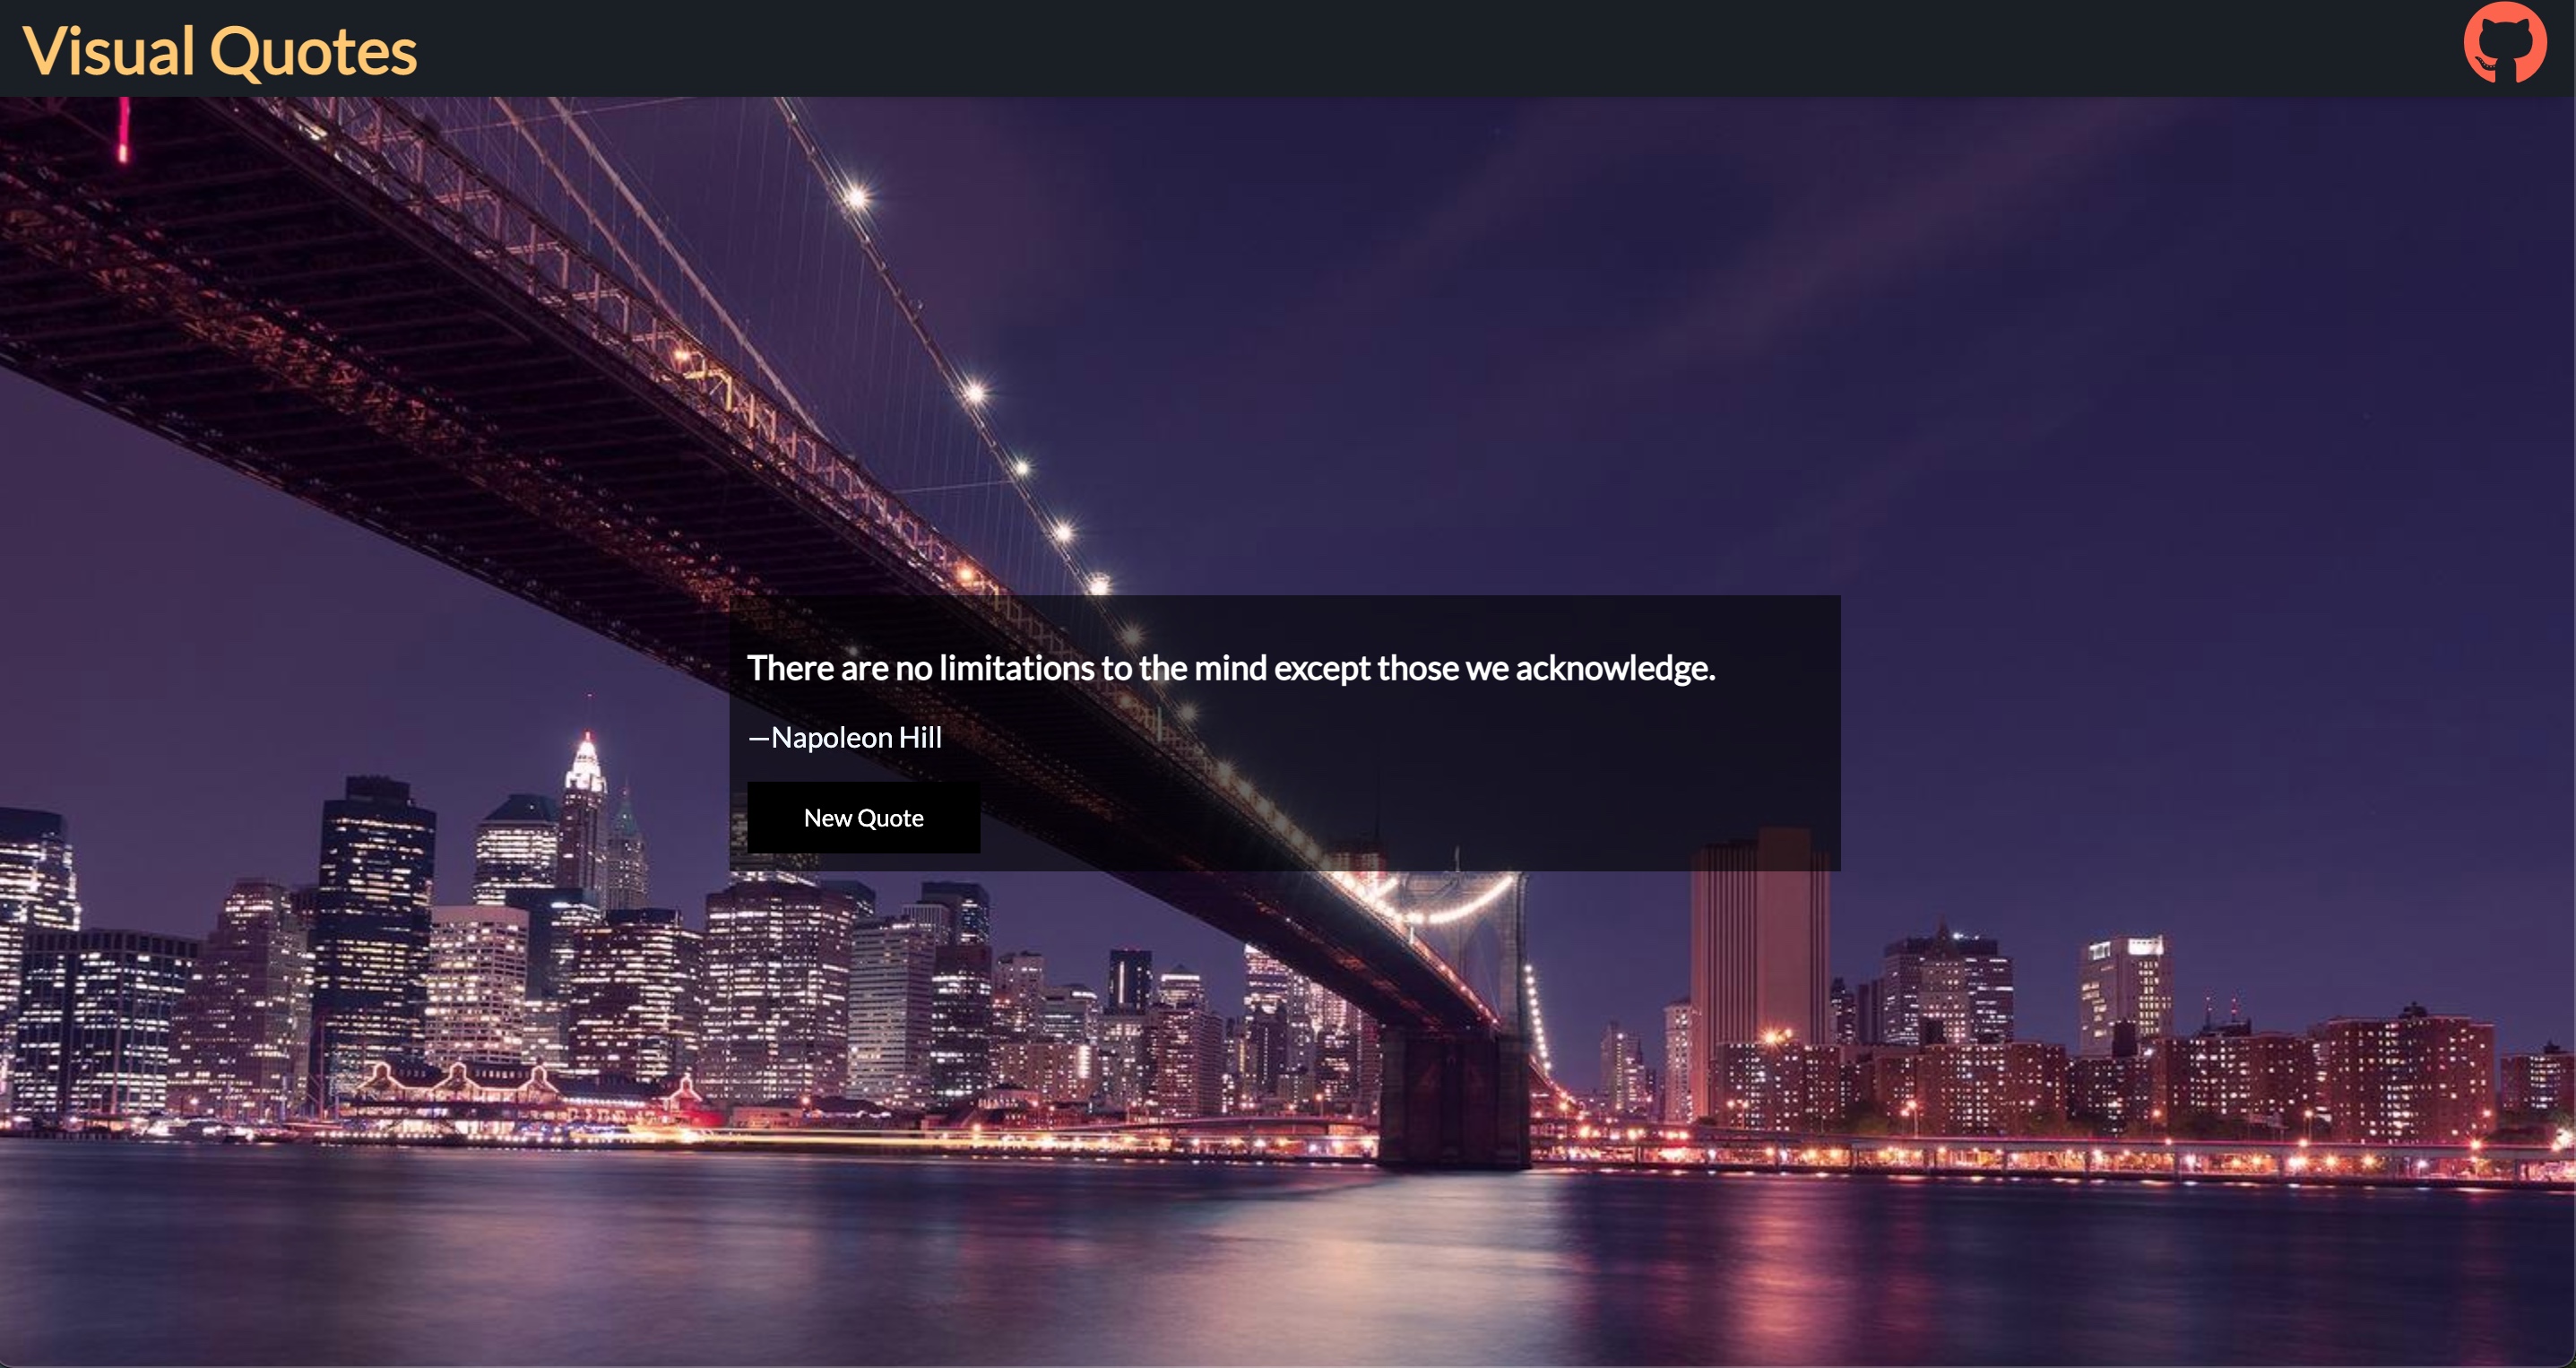 Visual Quotes
There are no limitations to the mind except those we acknowledge.
—Napoleon Hill
New Quote